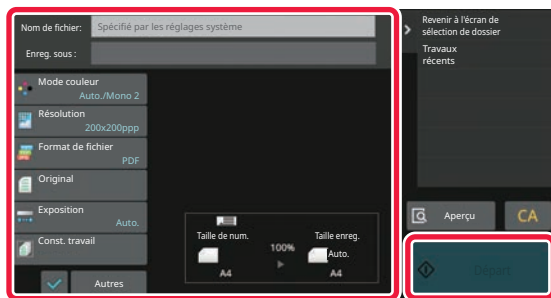 Nom de fichier: Spécifié par les réglages système
Enreg. sous :
Mode couleur
Auto./Mono 2
Résolution
200x200ppp
Format de fichier
PDF
Original
Exposition
Auto.
Const. travail
Autres
Taille de num.
A4
100%
Taille enreg.
Auto.
A4
Revenir à l'écran de
sélection de dossier
Travaux
récents
Aperçu
CA
Départ